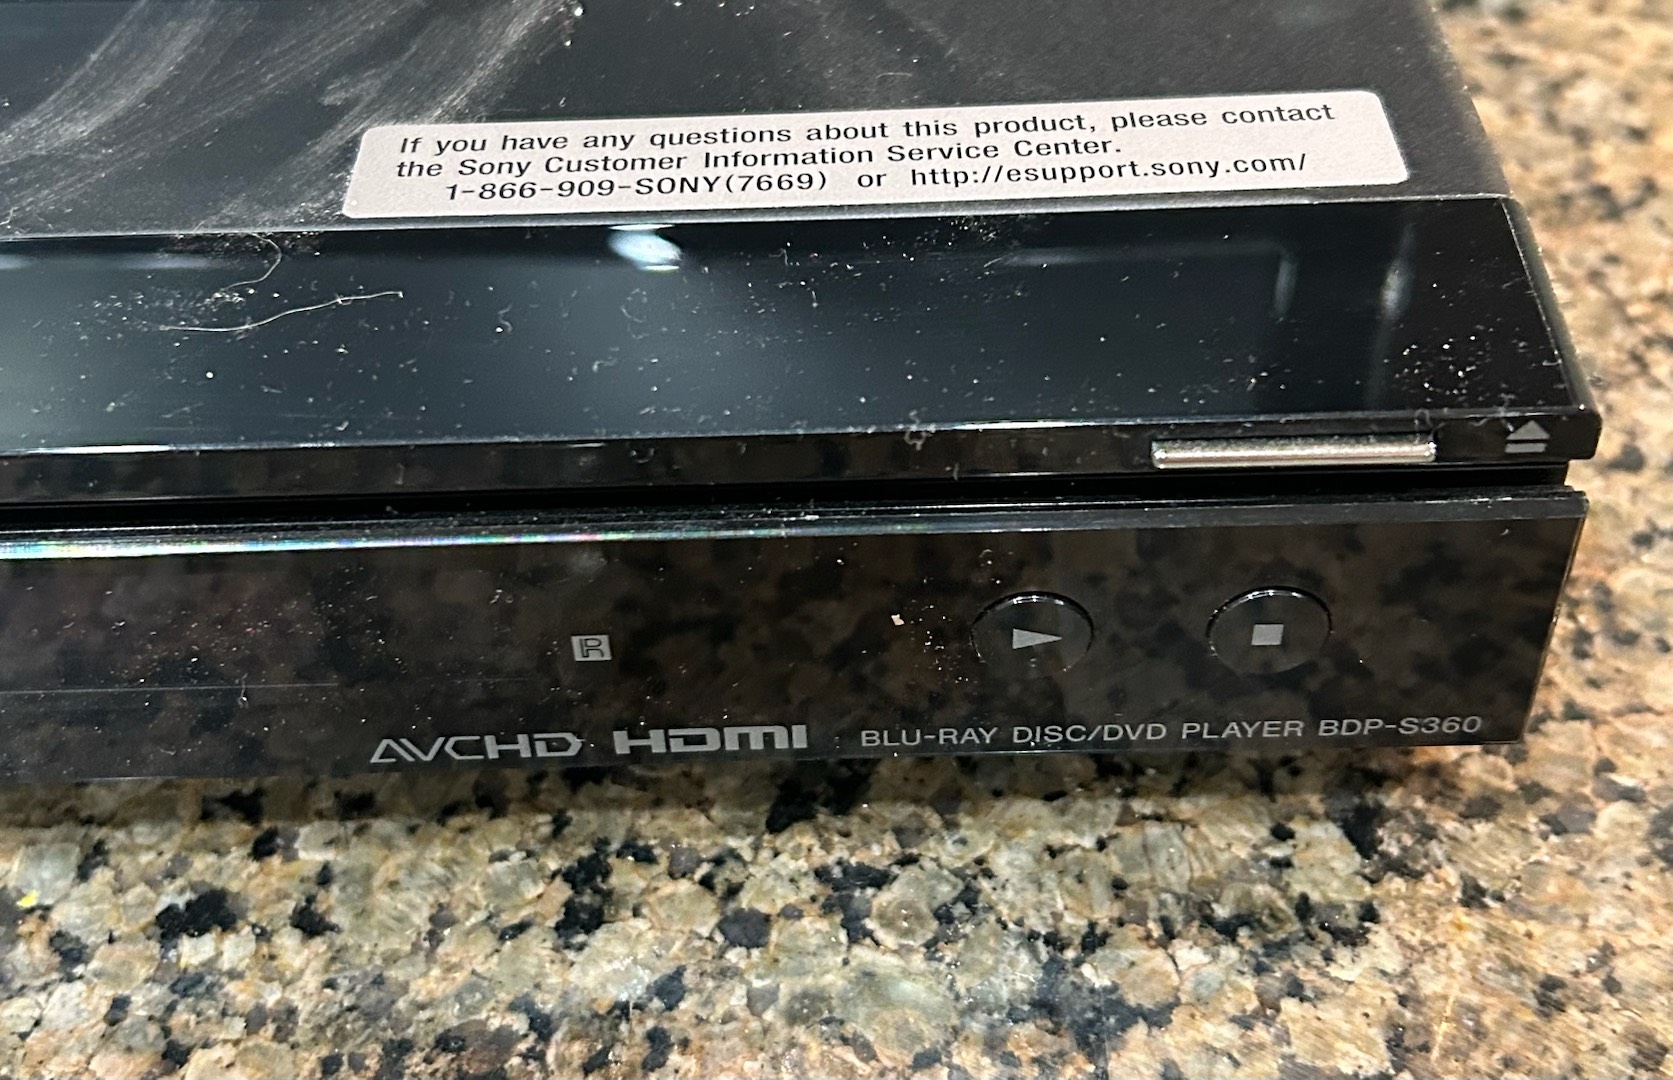 If you have any questions about this product, please contact
the Sony Customer Information Service Center.
1-866-909-SONY(7669) or http://esupport.sony.com/
R
AVCHD HDMI BLU-RAY DISC/DVD PLAYER BDP-S360